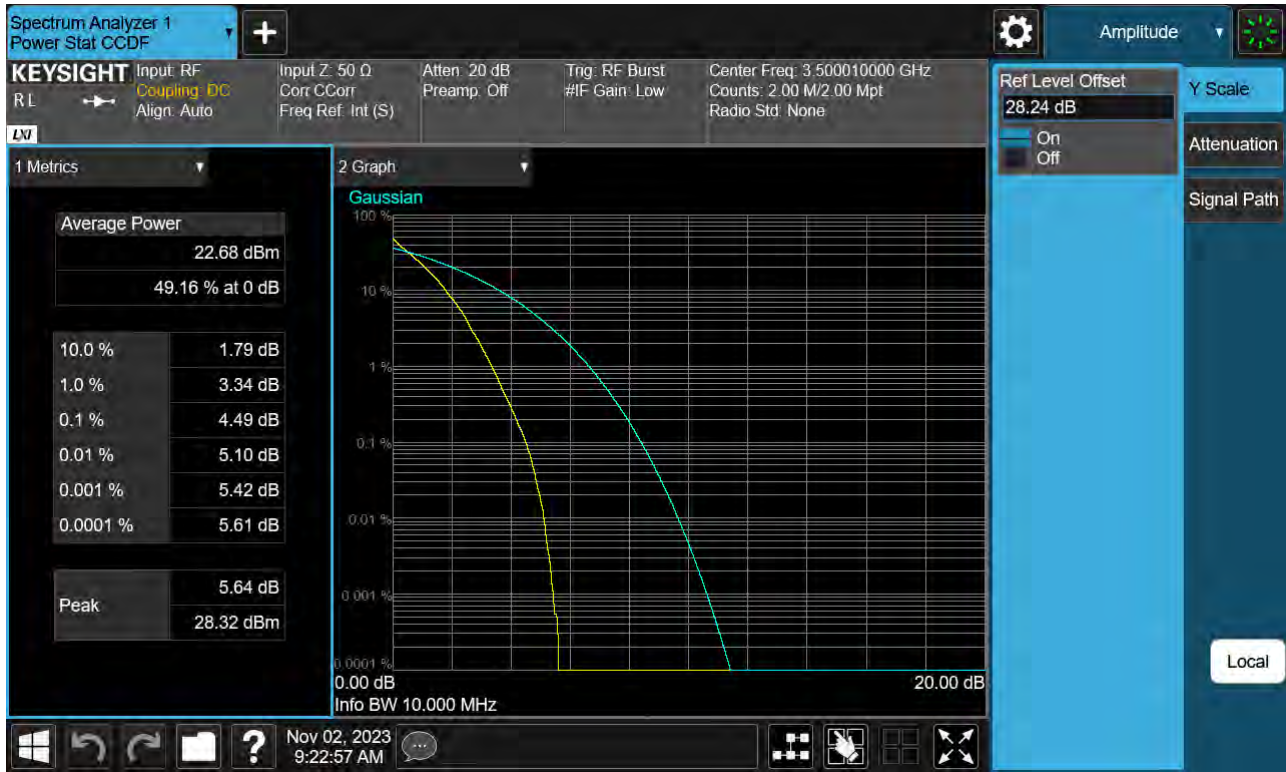 Spectrum Analyzer 1
Power Stat CCDF
+
Amplitude
KEYSIGHT
RL
LXI
Input: RF
Coupling: DC
Align: Auto
Input Z: 50 Ω
Corr CCorr
Freq Ref: Int (S)
Atten: 20 dB
Preamp: Off
Trig: RF Burst
#IF Gain: Low
Center Freq: 3.500010000 GHz
Counts: 2.00 M/2.00 Mpt
Radio Std: None
Ref Level Offset
28.24 dB
On
Off
Y Scale
Attenuation
Signal Path
Local
1 Metrics
Average Power
22.68 dBm
49.16 % at 0 dB
10.0 % 1.79 dB
1.0 % 3.34 dB
0.1 % 4.49 dB
0.01 % 5.10 dB
0.001 % 5.42 dB
0.0001 % 5.61 dB
Peak
5.64 dB
28.32 dBm
2 Graph
Gaussian
100 %
10 %
1 %
0.1 %
0.01 %
0.001 %
0.0001 %
0.00 dB 20.00 dB
Info BW 10.000 MHz
?
Nov 02, 2023
9:22:57 AM